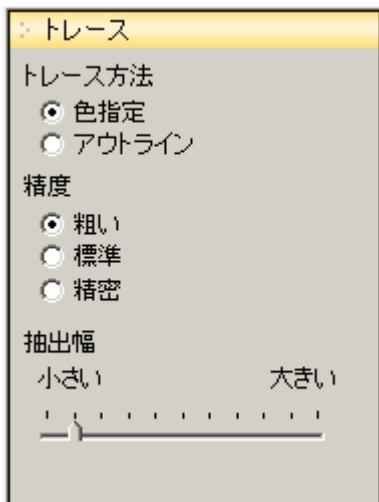 トレース
トレース方法
色指定
アウトライン
精度
粗い
標準
精密
抽出幅
小さい 大きい